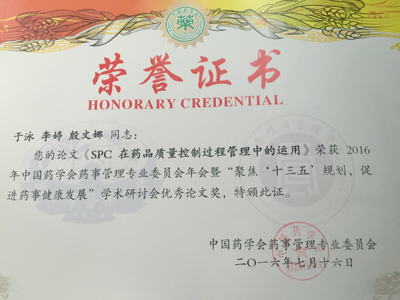 荣誉证书
HONORARY CREDENTIAL
于泳 李婷 殷文娜 同志：
您的论文《SPC 在药品质量控制过程管理中的运用》荣获 2016
年中国药学会药事管理专业委员会年会暨“聚焦‘十三五’规划、促
进药事健康发展”学术研讨会优秀论文奖，特颁此证。
中国药学会药事管理专业委员会
二〇一六年七月十六日